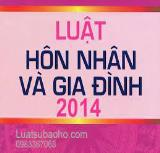 LUẬT
HÔN NHÂN
VÀ GIA ĐÌNH
2014
Luatsubaoho.com
0983367065